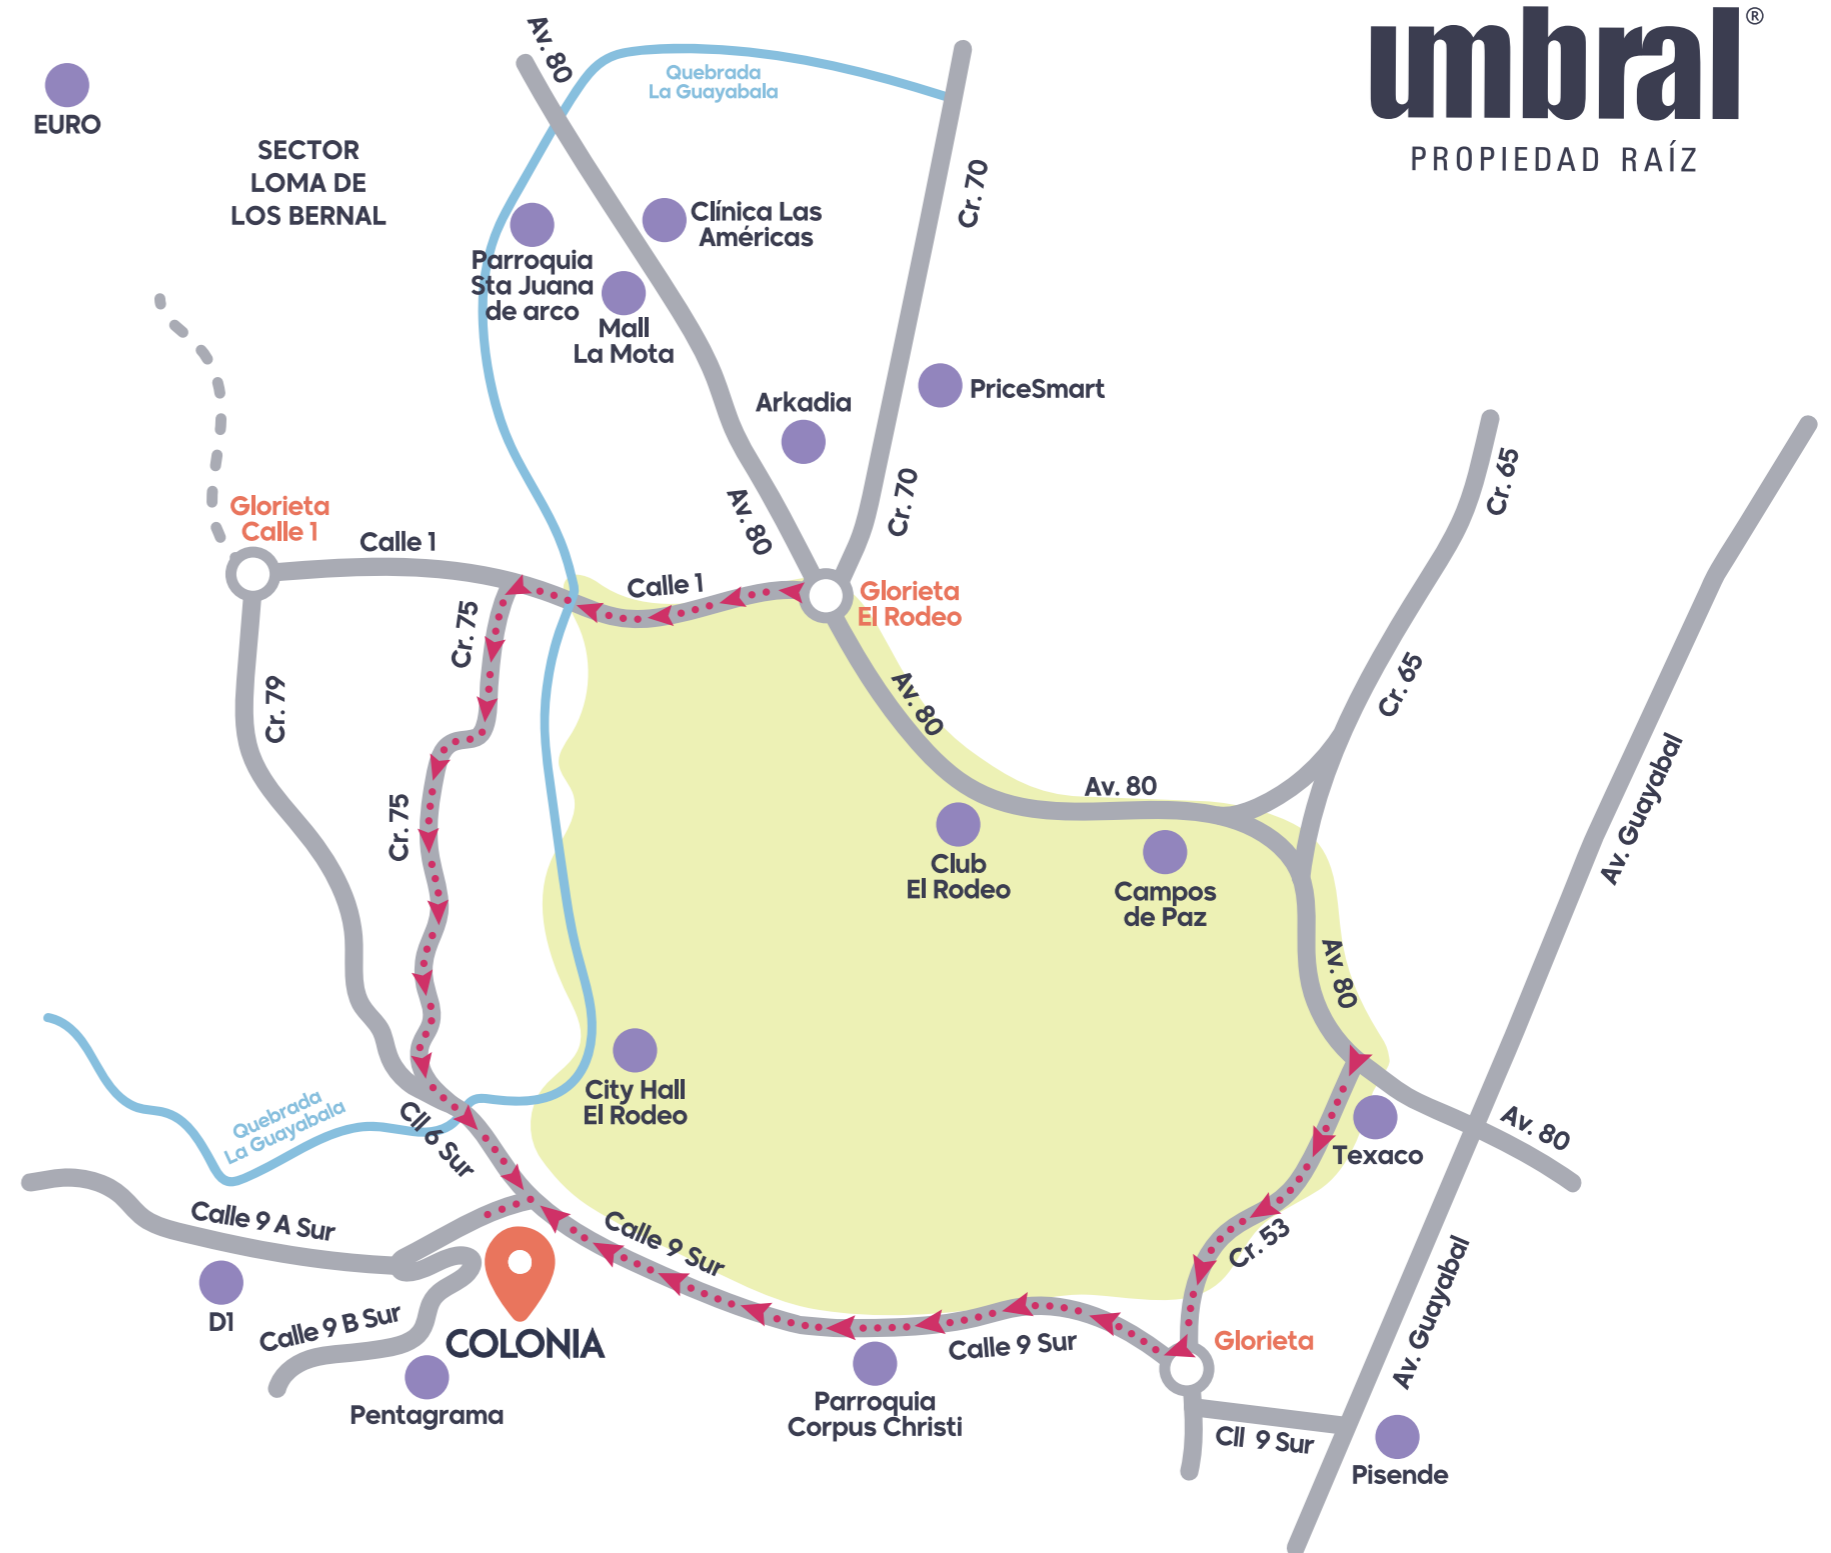 umbral®
PROPIEDAD RAÍZ
Av. 80
Quebrada
La Guayabala
EURO
SECTOR
LOMA DE
LOS BERNAL
Cr. 70
Clínica Las
Américas
Parroquia
Sta Juana
de arco
Mall
La Mota
PriceSmart
Arkadia
Cr. 65
Cr. 70
Av. 80
Glorieta
Calle 1
Calle 1
Calle 1
Glorieta
El Rodeo
Cr. 75
Cr. 79
Av. 80
Cr. 65
Av. 80
Av. Guayabal
Cr. 75
Club
El Rodeo
Campos
de Paz
Av. 80
City Hall
El Rodeo
Quebrada
La Guayabala
Cll 6 Sur
Texaco
Av. 80
Calle 9 A Sur
Calle 9 Sur
Cr. 53
D1
Calle 9 B Sur
COLONIA
Calle 9 Sur
Glorieta
Av. Guayabal
Pentagrama
Parroquia
Corpus Christi
Cll 9 Sur
Pisende